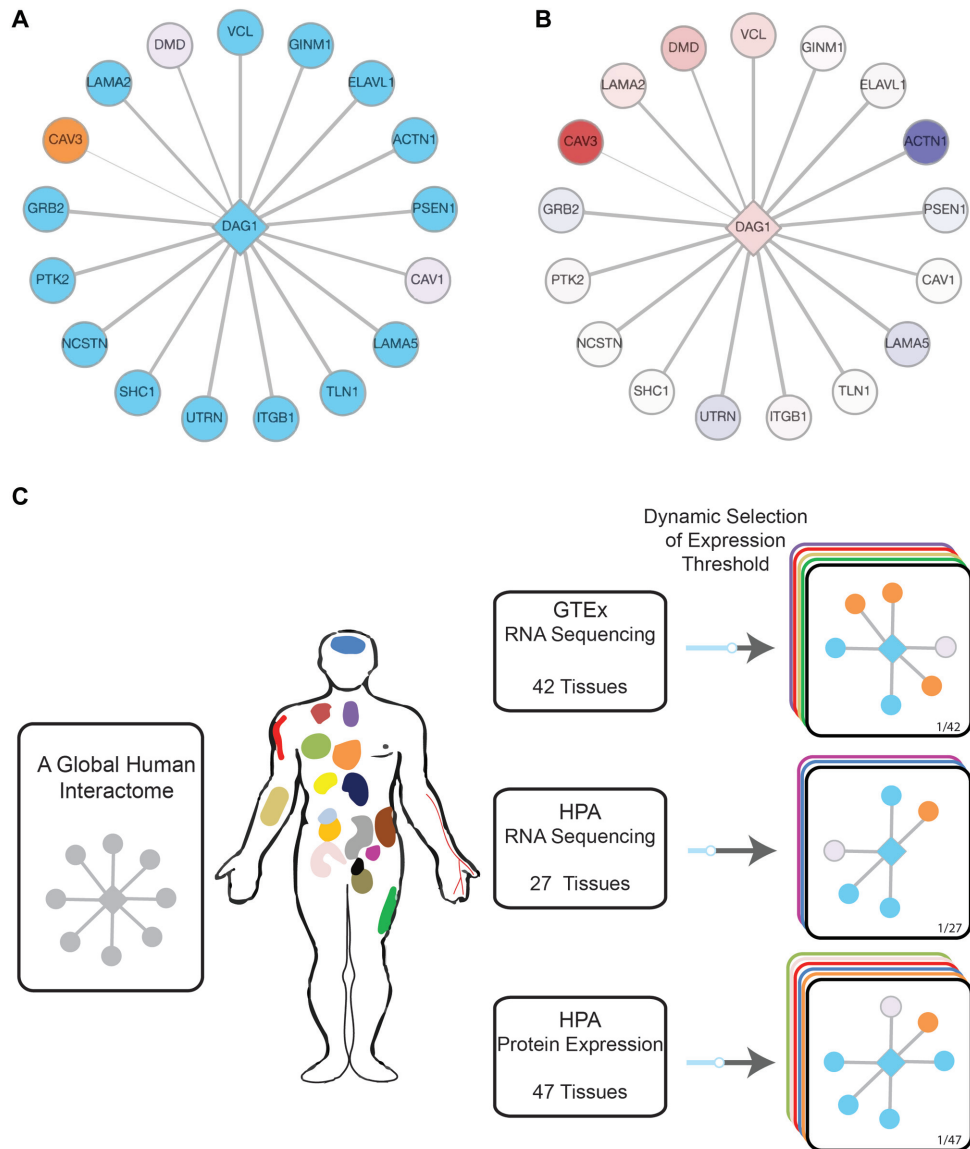 A
VCL
DMD
GINM1
LAMA2
ELAVL1
CAV3
ACTN1
GRB2
PSEN1
DAG1
PTK2
CAV1
NCSTN
LAMA5
SHC1
TLN1
UTRN
ITGB1
B
VCL
DMD
GINM1
LAMA2
ELAVL1
CAV3
ACTN1
GRB2
PSEN1
DAG1
PTK2
CAV1
NCSTN
LAMA5
SHC1
TLN1
UTRN
ITGB1
C
A Global Human
Interactome
Dynamic Selection
of Expression
Threshold
GTEx
RNA Sequencing
42 Tissues
1/42
HPA
RNA Sequencing
27 Tissues
1/27
HPA
Protein Expression
47 Tissues
1/47